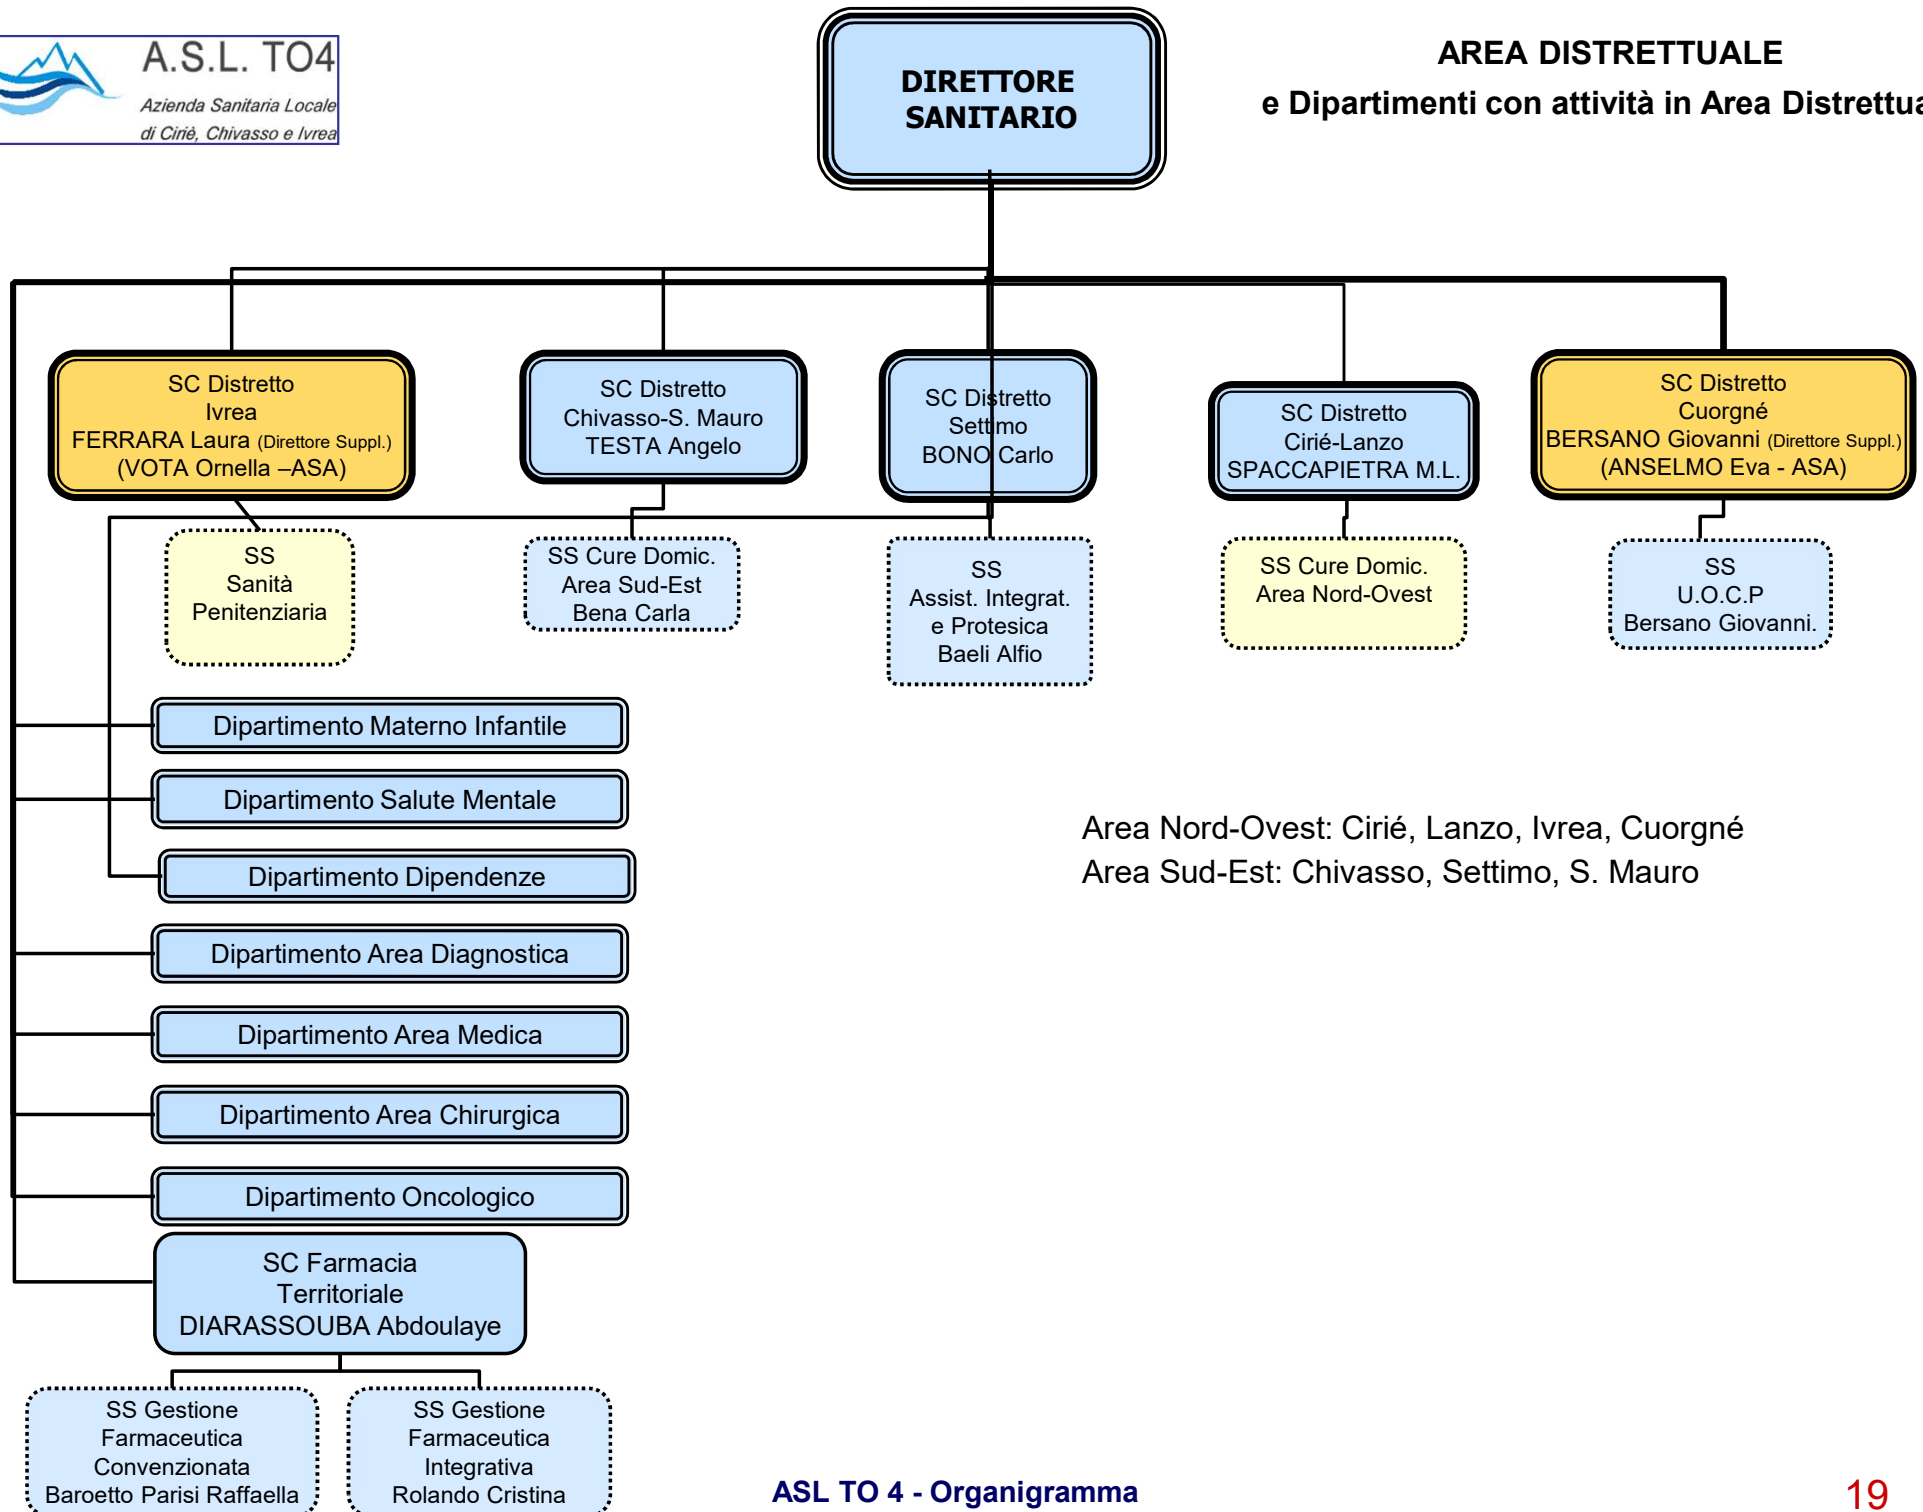 A.S.L. TO4
Azienda Sanitaria Locale
di Ciriè, Chivasso e Ivrea
DIRETTORE
SANITARIO
AREA DISTRETTUALE
e Dipartimenti con attività in Area Distrettua
SC Distretto
Ivrea
FERRARA Laura (Direttore Suppl.)
(VOTA Ornella –ASA)
SC Distretto
Chivasso-S. Mauro
TESTA Angelo
SC Distretto
Settimo
BONO Carlo
SC Distretto
Cirié-Lanzo
SPACCAPIETRA M.L.
SC Distretto
Cuorgné
BERSANO Giovanni (Direttore Suppl.)
(ANSELMO Eva - ASA)
SS
Sanità
Penitenziaria
SS Cure Domic.
Area Sud-Est
Bena Carla
SS
Assist. Integrat.
e Protesica
Baeli Alfio
SS Cure Domic.
Area Nord-Ovest
SS
U.O.C.P
Bersano Giovanni.
Dipartimento Materno Infantile
Dipartimento Salute Mentale
Dipartimento Dipendenze
Dipartimento Area Diagnostica
Dipartimento Area Medica
Dipartimento Area Chirurgica
Dipartimento Oncologico
Area Nord-Ovest: Cirié, Lanzo, Ivrea, Cuorgné
Area Sud-Est: Chivasso, Settimo, S. Mauro
SC Farmacia
Territoriale
DIARASSOUBA Abdoulaye
SS Gestione
Farmaceutica
Convenzionata
Baroetto Parisi Raffaella
SS Gestione
Farmaceutica
Integrativa
Rolando Cristina
ASL TO 4 - Organigramma
19